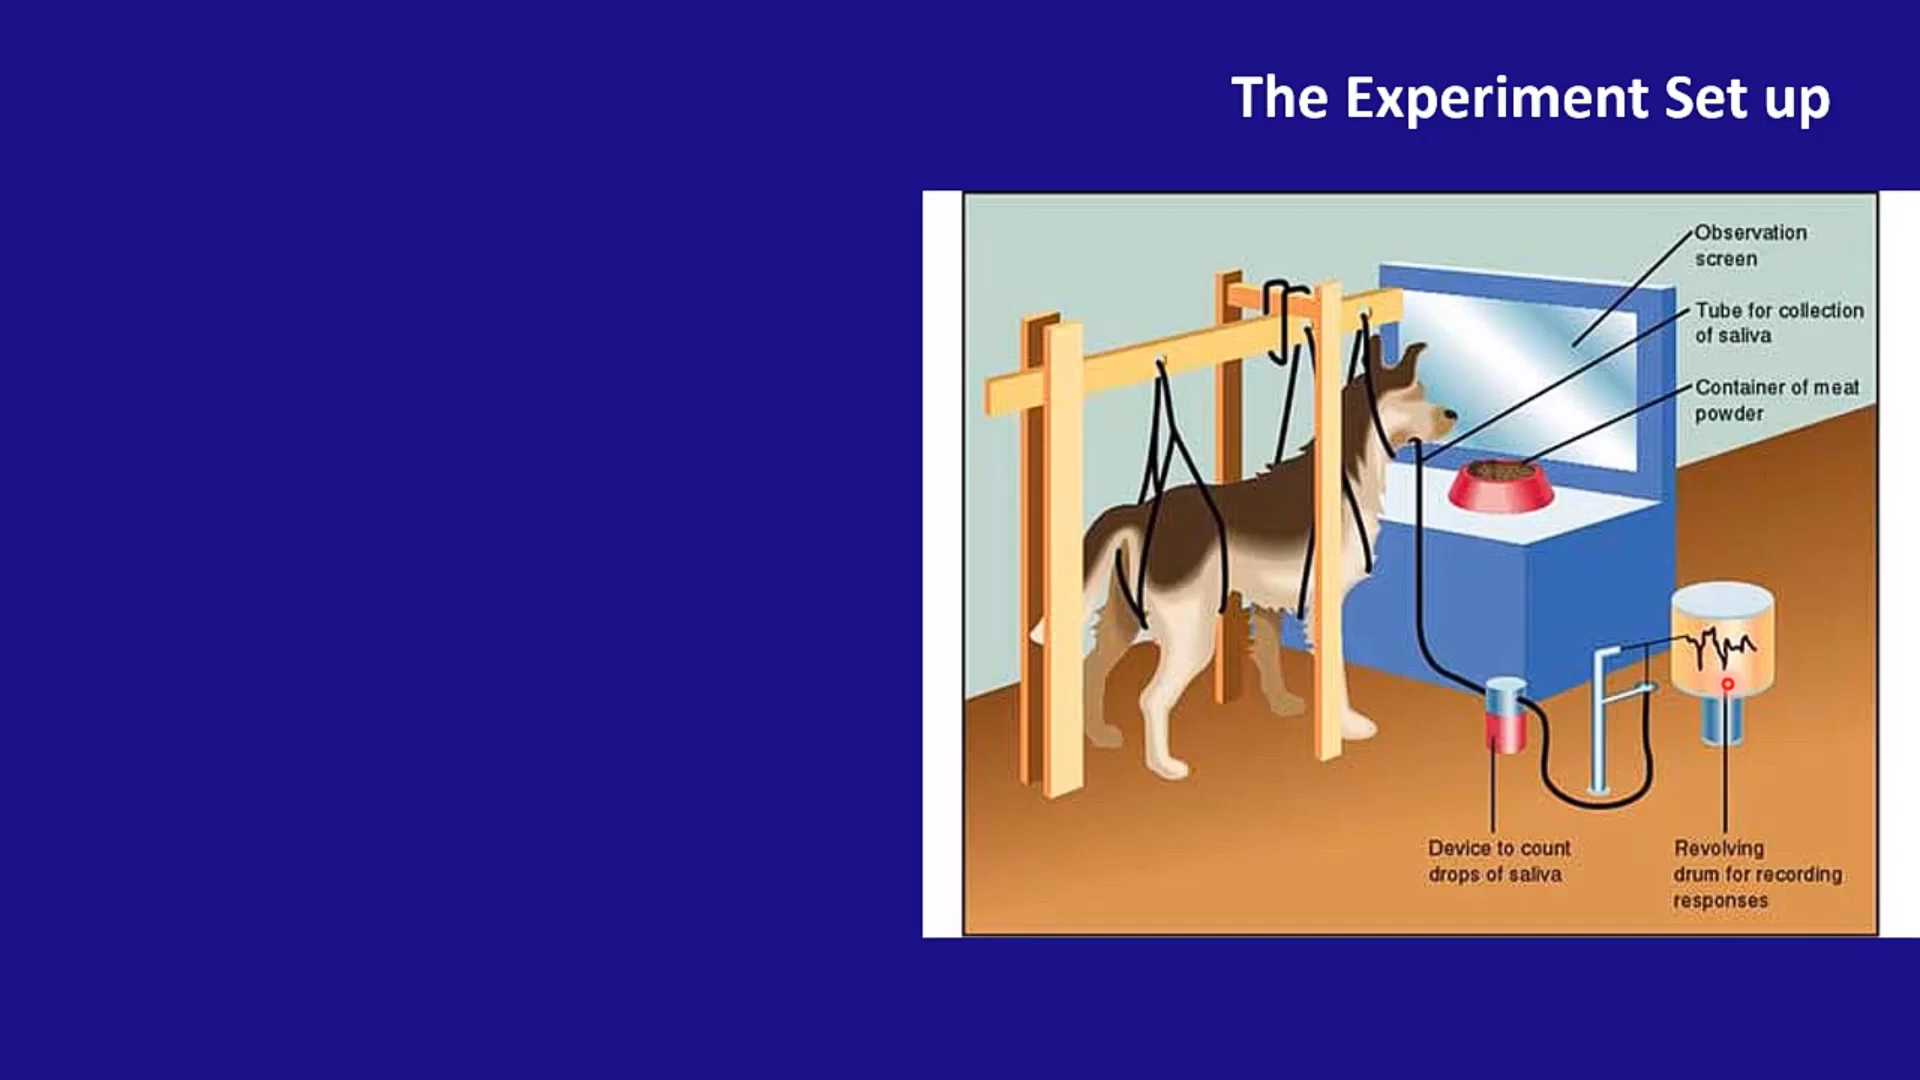 The Experiment Set up
Observation
screen
Tube for collection
of saliva
Container of meat
powder
Device to count
drops of saliva
Revolving
drum for recording
responses